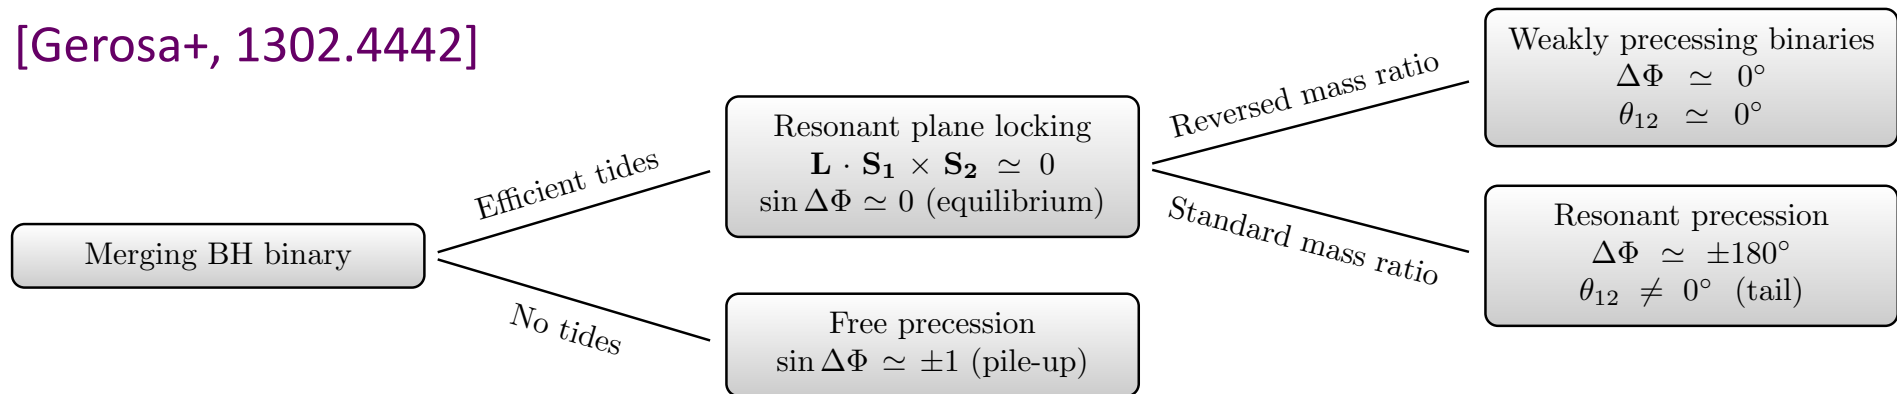 [Gerosa+, 1302.4442]
Merging BH binary
Efficient tides
No tides
Resonant plane locking
L · S₁ × S₂ ≃ 0
sin ΔΦ ≃ 0 (equilibrium)
Free precession
sin ΔΦ ≃ ±1 (pile-up)
Reversed mass ratio
Standard mass ratio
Weakly precessing binaries
ΔΦ ≃ 0°
θ₁₂ ≃ 0°
Resonant precession
ΔΦ ≃ ±180°
θ₁₂ ≠ 0° (tail)